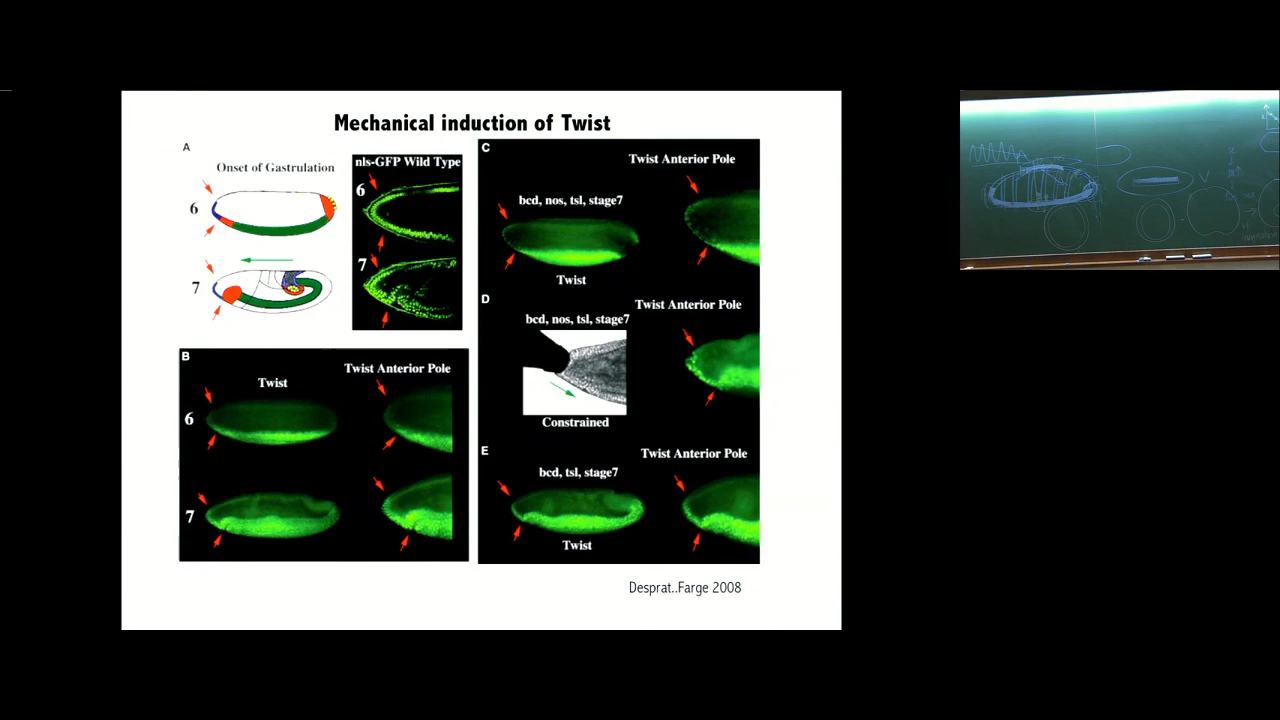 Mechanical induction of Twist
A
Onset of Gastrulation
6
7
nls-GFP Wild Type
6
7
B
Twist
Twist Anterior Pole
6
7
C
Twist Anterior Pole
bcd, nos, tsl, stage7
Twist
D
Twist Anterior Pole
bcd, nos, tsl, stage7
Constrained
E
Twist Anterior Pole
bcd, tsl, stage7
Twist
Desprat..Farge 2008